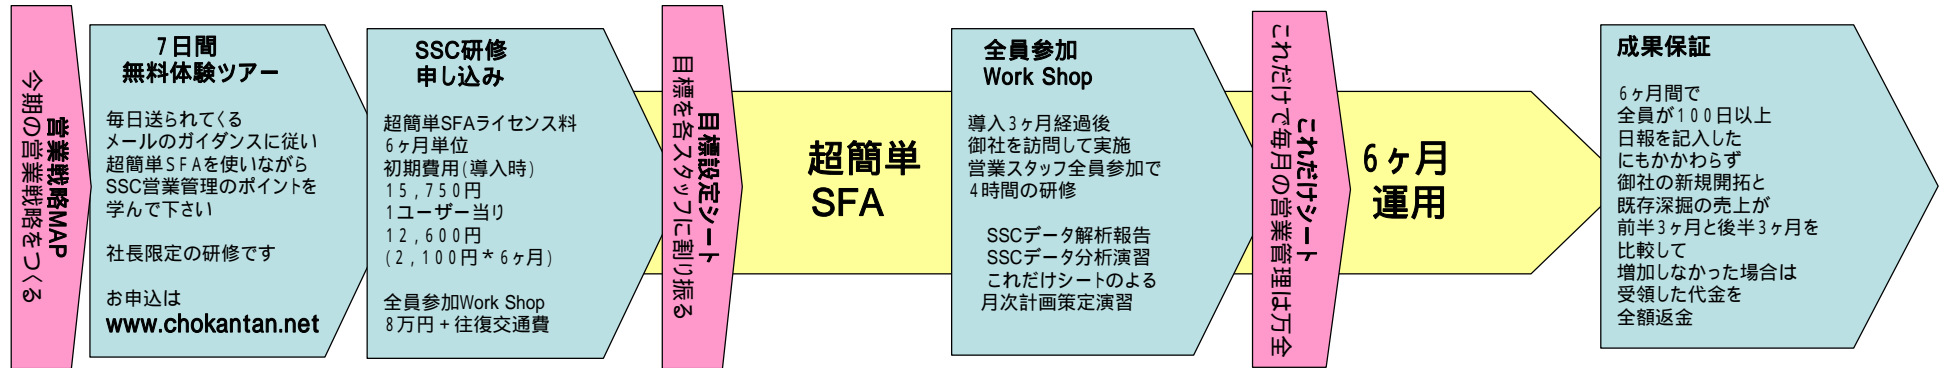 営業戦略MAP
今期の営業戦略をつくる
7日間
無料体験ツアー
毎日送られてくる
メールのガイダンスに従い
超簡単SFAを使いながら
SSC営業管理のポイントを
学んで下さい
社長限定の研修です
お申込は
www.chokantan.net
SSC研修
申し込み
超簡単SFAライセンス料
6ヶ月単位
初期費用(導入時)
15,750円
1ユーザー当り
12,600円
(2,100円*6ヶ月)
全員参加Work Shop
8万円+往復交通費
目標設定シート
目標を各スタッフに割り振る
超簡単
SFA
全員参加
Work Shop
導入3ヶ月経過後
御社を訪問して実施
営業スタッフ全員参加で
4時間の研修
SSCデータ解析報告
SSCデータ分析演習
これだけシートのよる
月次計画策定演習
これだけシート
これだけで毎月の営業管理は万全
6ヶ月
運用
成果保証
6ヶ月間で
全員が100日以上
日報を記入した
にもかかわらず
御社の新規開拓と
既存深掘の売上が
前半3ヶ月と後半3ヶ月を
比較して
増加しなかった場合は
受領した代金を
全額返金